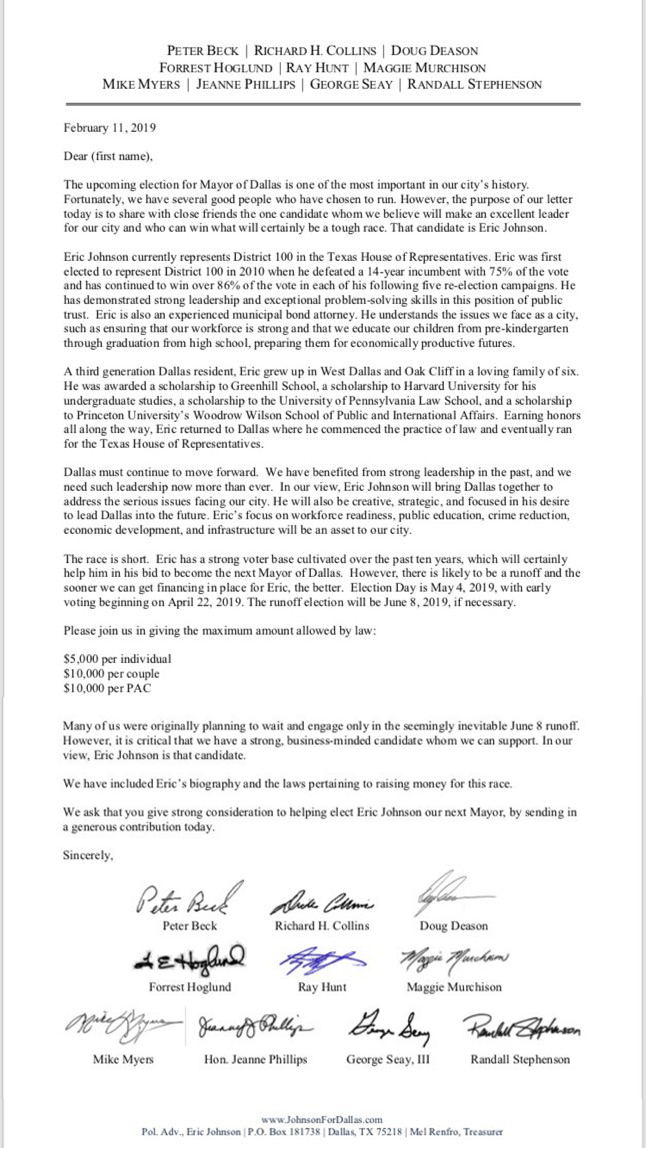 PETER BECK | RICHARD H. COLLINS | DOUG DEASON
FORREST HOGLUND | RAY HUNT | MAGGIE MURCHISON
MIKE MYERS | JEANNE PHILLIPS | GEORGE SEAY | RANDALL STEPHENSON
February 11, 2019
Dear (first name),
The upcoming election for Mayor of Dallas is one of the most important in our city's history.
Fortunately, we have several good people who have chosen to run. However, the purpose of our letter
today is to share with close friends the one candidate whom we believe will make an excellent leader
for our city and who can win what will certainly be a tough race. That candidate is Eric Johnson.
Eric Johnson currently represents District 100 in the Texas House of Representatives. Eric was first
elected to represent District 100 in 2010 when he defeated a 14-year incumbent with 75% of the vote
and has continued to win over 86% of the vote in each of his following five re-election campaigns. He
has demonstrated strong leadership and exceptional problem-solving skills in this position of public
trust. Eric is also an experienced municipal bond attorney. He understands the issues we face as a city,
such as ensuring that our workforce is strong and that we educate our children from pre-kindergarten
through graduation from high school, preparing them for economically productive futures.
A third generation Dallas resident, Eric grew up in West Dallas and Oak Cliff in a loving family of six.
He was awarded a scholarship to Greenhill School, a scholarship to Harvard University for his
undergraduate studies, a scholarship to the University of Pennsylvania Law School, and a scholarship
to Princeton University's Woodrow Wilson School of Public and International Affairs. Earning honors
all along the way, Eric returned to Dallas where he commenced the practice of law and eventually ran
for the Texas House of Representatives.
Dallas must continue to move forward. We have benefited from strong leadership in the past, and we
need such leadership now more than ever. In our view, Eric Johnson will bring Dallas together to
address the serious issues facing our city. He will also be creative, strategic, and focused in his desire
to lead Dallas into the future. Eric's focus on workforce readiness, public education, crime reduction,
economic development, and infrastructure will be an asset to our city.
The race is short. Eric has a strong voter base cultivated over the past ten years, which will certainly
help him in his bid to become the next Mayor of Dallas. However, there is likely to be a runoff and the
sooner we can get financing in place for Eric, the better. Election Day is May 4, 2019, with early
voting beginning on April 22, 2019. The runoff election will be June 8, 2019, if necessary.
Please join us in giving the maximum amount allowed by law:
$5,000 per individual
$10,000 per couple
$10,000 per PAC
Many of us were originally planning to wait and engage only in the seemingly inevitable June 8 runoff.
However, it is critical that we have a strong, business-minded candidate whom we can support. In our
view, Eric Johnson is that candidate.
We have included Eric's biography and the laws pertaining to raising money for this race.
We ask that you give strong consideration to helping elect Eric Johnson our next Mayor, by sending in
a generous contribution today.
Sincerely,
Peter Beck
Peter Beck Richard H. Collins Doug Deason
J E Hoglund Maggie Murchison
Forrest Hoglund Ray Hunt Maggie Murchison
Mike Myers Jeanne Phillips George Seay Randall Stephenson
Mike Myers Hon. Jeanne Phillips George Seay, III Randall Stephenson
www.JohnsonForDallas.com
Pol. Adv., Eric Johnson | P.O. Box 181738 | Dallas, TX 75218 | Mel Renfro, Treasurer